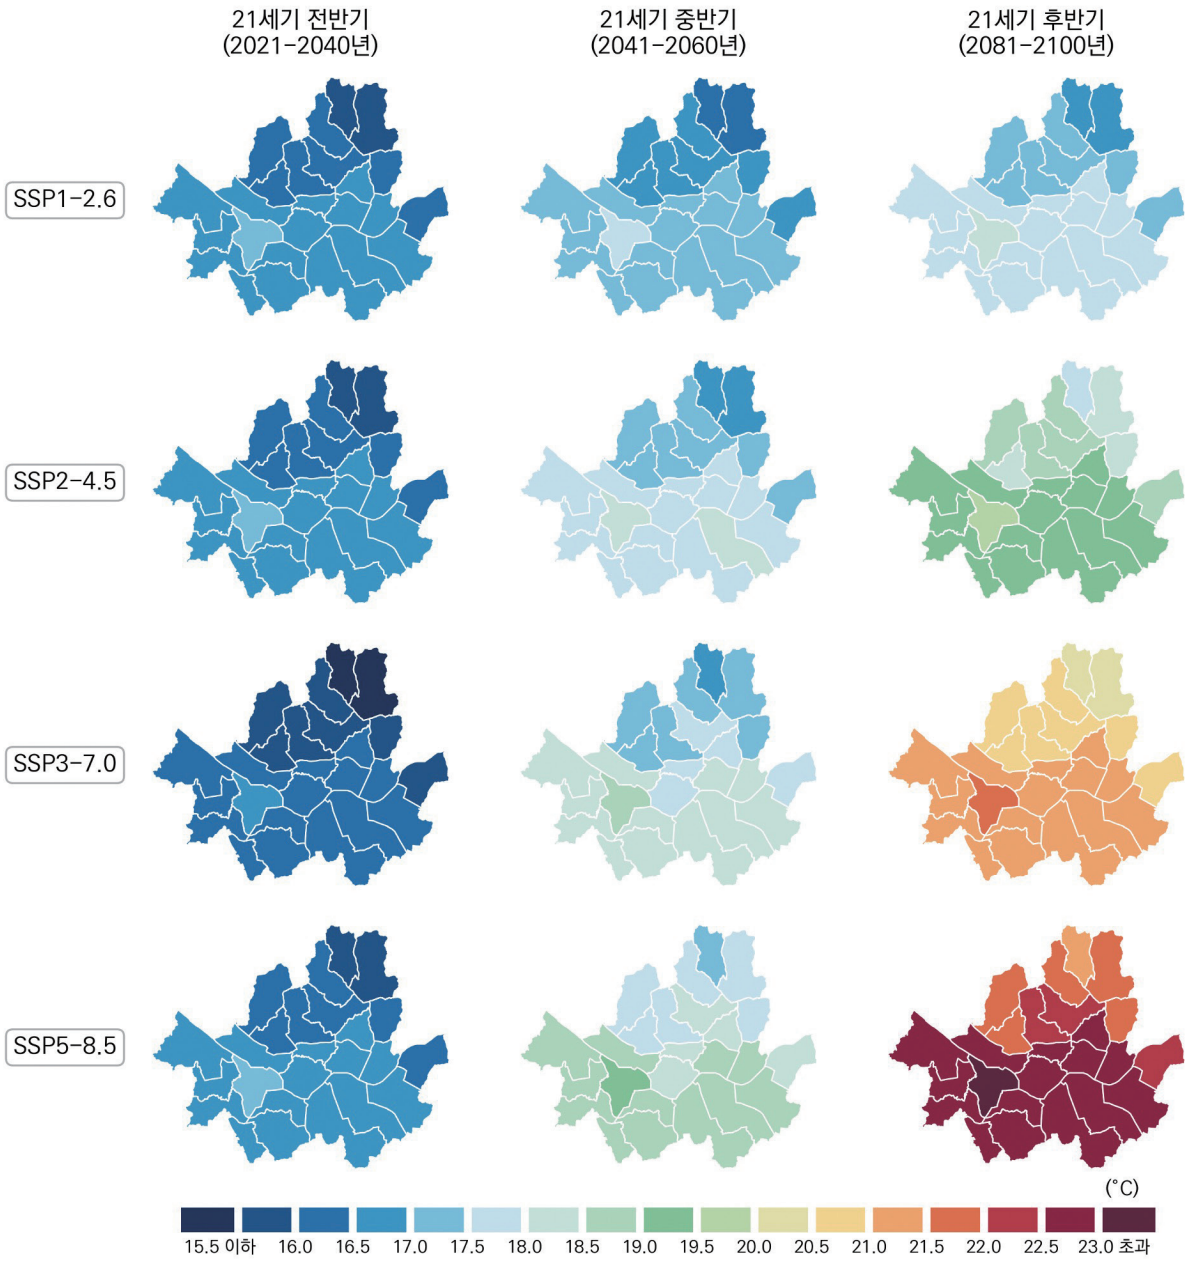 21세기 전반기
(2021-2040년)
21세기 중반기
(2041-2060년)
21세기 후반기
(2081-2100년)
SSP1-2.6
SSP2-4.5
SSP3-7.0
SSP5-8.5
(°C)
15.5 이하 16.0 16.5 17.0 17.5 18.0 18.5 19.0 19.5 20.0 20.5 21.0 21.5 22.0 22.5 23.0 초과